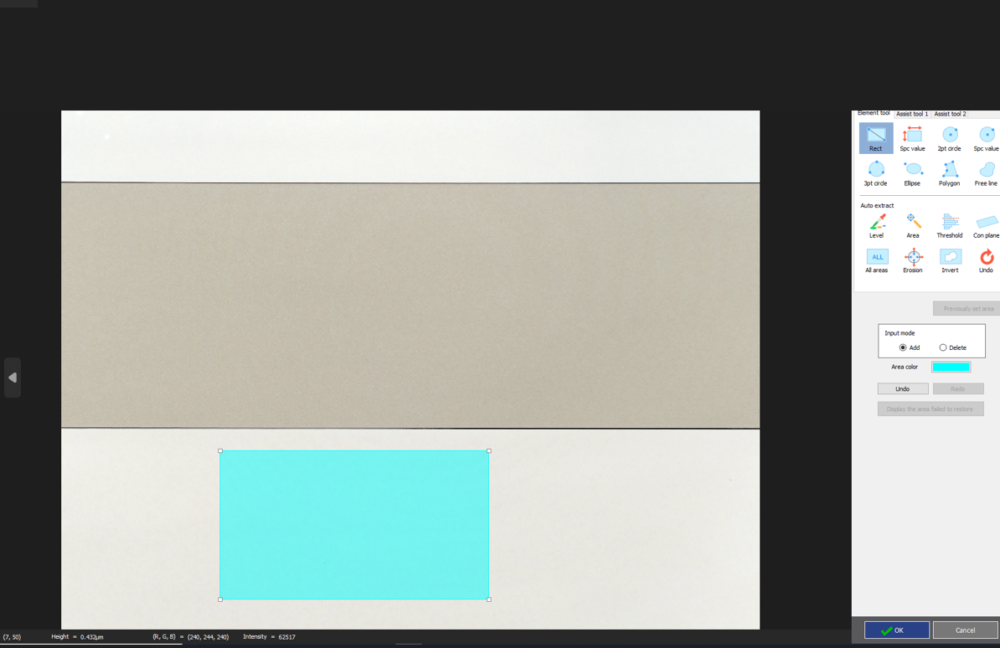 Element tool Assist tool 1 Assist tool 2
Rect Spc value 2pt circle Spc value
3pt circle Ellipse Polygon Free line
Auto extract
Level Area Threshold Con plane
ALL
All areas Erosion Invert Undo
Previously set area
Input mode
Add Delete
Area color
Undo Redo
Display the area failed to restore
OK Cancel
(7, 50) Height = 0.432µm (R, G, B) = (240, 244, 240) Intensity = 62517